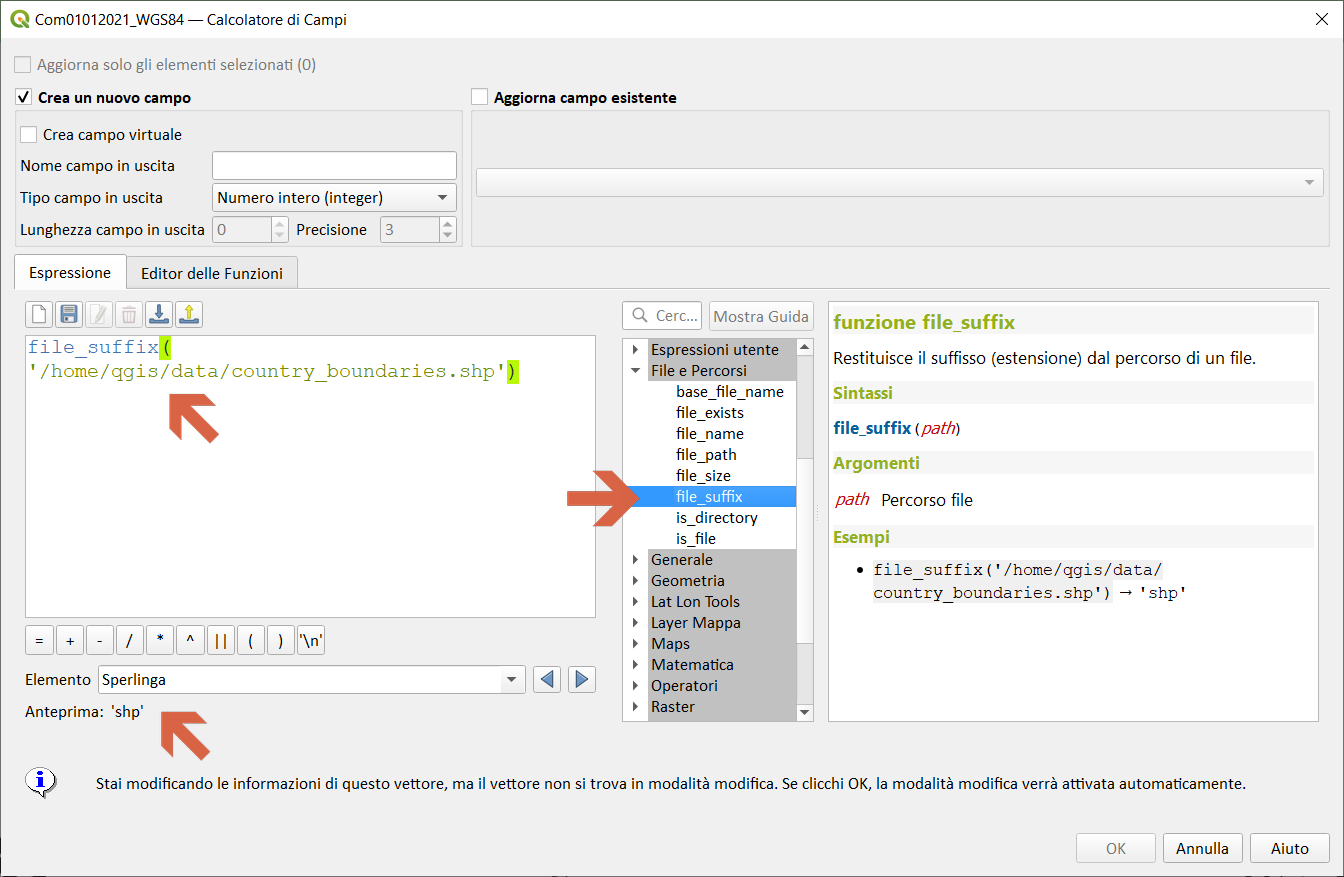 Com01012021_WGS84 — Calcolatore di Campi
Aggiorna solo gli elementi selezionati (0)
Crea un nuovo campo
Aggiorna campo esistente
Crea campo virtuale
Nome campo in uscita
Tipo campo in uscita Numero intero (integer)
Lunghezza campo in uscita 0 Precisione 3
Espressione Editor delle Funzioni
file_suffix(
'/home/qgis/data/country_boundaries.shp')
= + - / * ^ || ( ) '\n'
Elemento Sperlinga
Anteprima: 'shp'
Cerc... Mostra Guida
Espressioni utente
File e Percorsi
base_file_name
file_exists
file_name
file_path
file_size
file_suffix
is_directory
is_file
Generale
Geometria
Lat Lon Tools
Layer Mappa
Maps
Matematica
Operatori
Raster
funzione file_suffix
Restituisce il suffisso (estensione) dal percorso di un file.
Sintassi
file_suffix (path)
Argomenti
path Percorso file
Esempi
• file_suffix('/home/qgis/data/
country_boundaries.shp') → 'shp'
Stai modificando le informazioni di questo vettore, ma il vettore non si trova in modalità modifica. Se clicchi OK, la modalità modifica verrà attivata automaticamente.
OK Annulla Aiuto